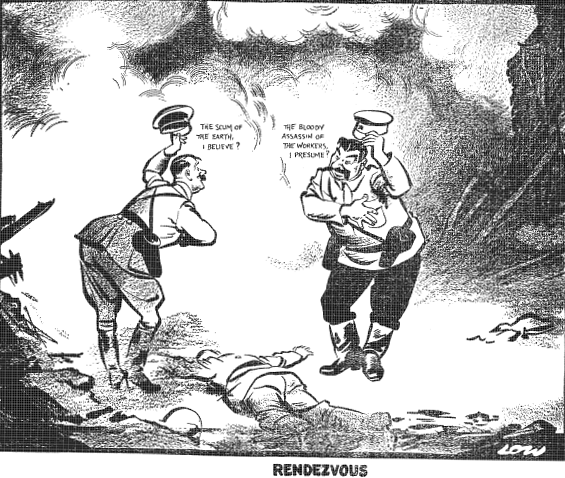 THE SCUM OF
THE EARTH,
I BELIEVE?
THE BLOODY
ASSASSIN OF
THE WORKERS,
I PRESUME?
LOW
RENDEZVOUS